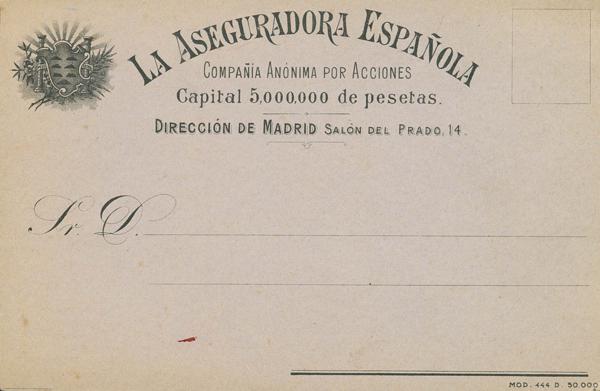 LA ASEGURADORA ESPAÑOLA
COMPAÑÍA ANÓNIMA POR ACCIONES
Capital 5,000,000 de pesetas.
DIRECCIÓN DE MADRID SALÓN DEL PRADO, 14.
Sr. D.
MOD. 444 D. 50.000